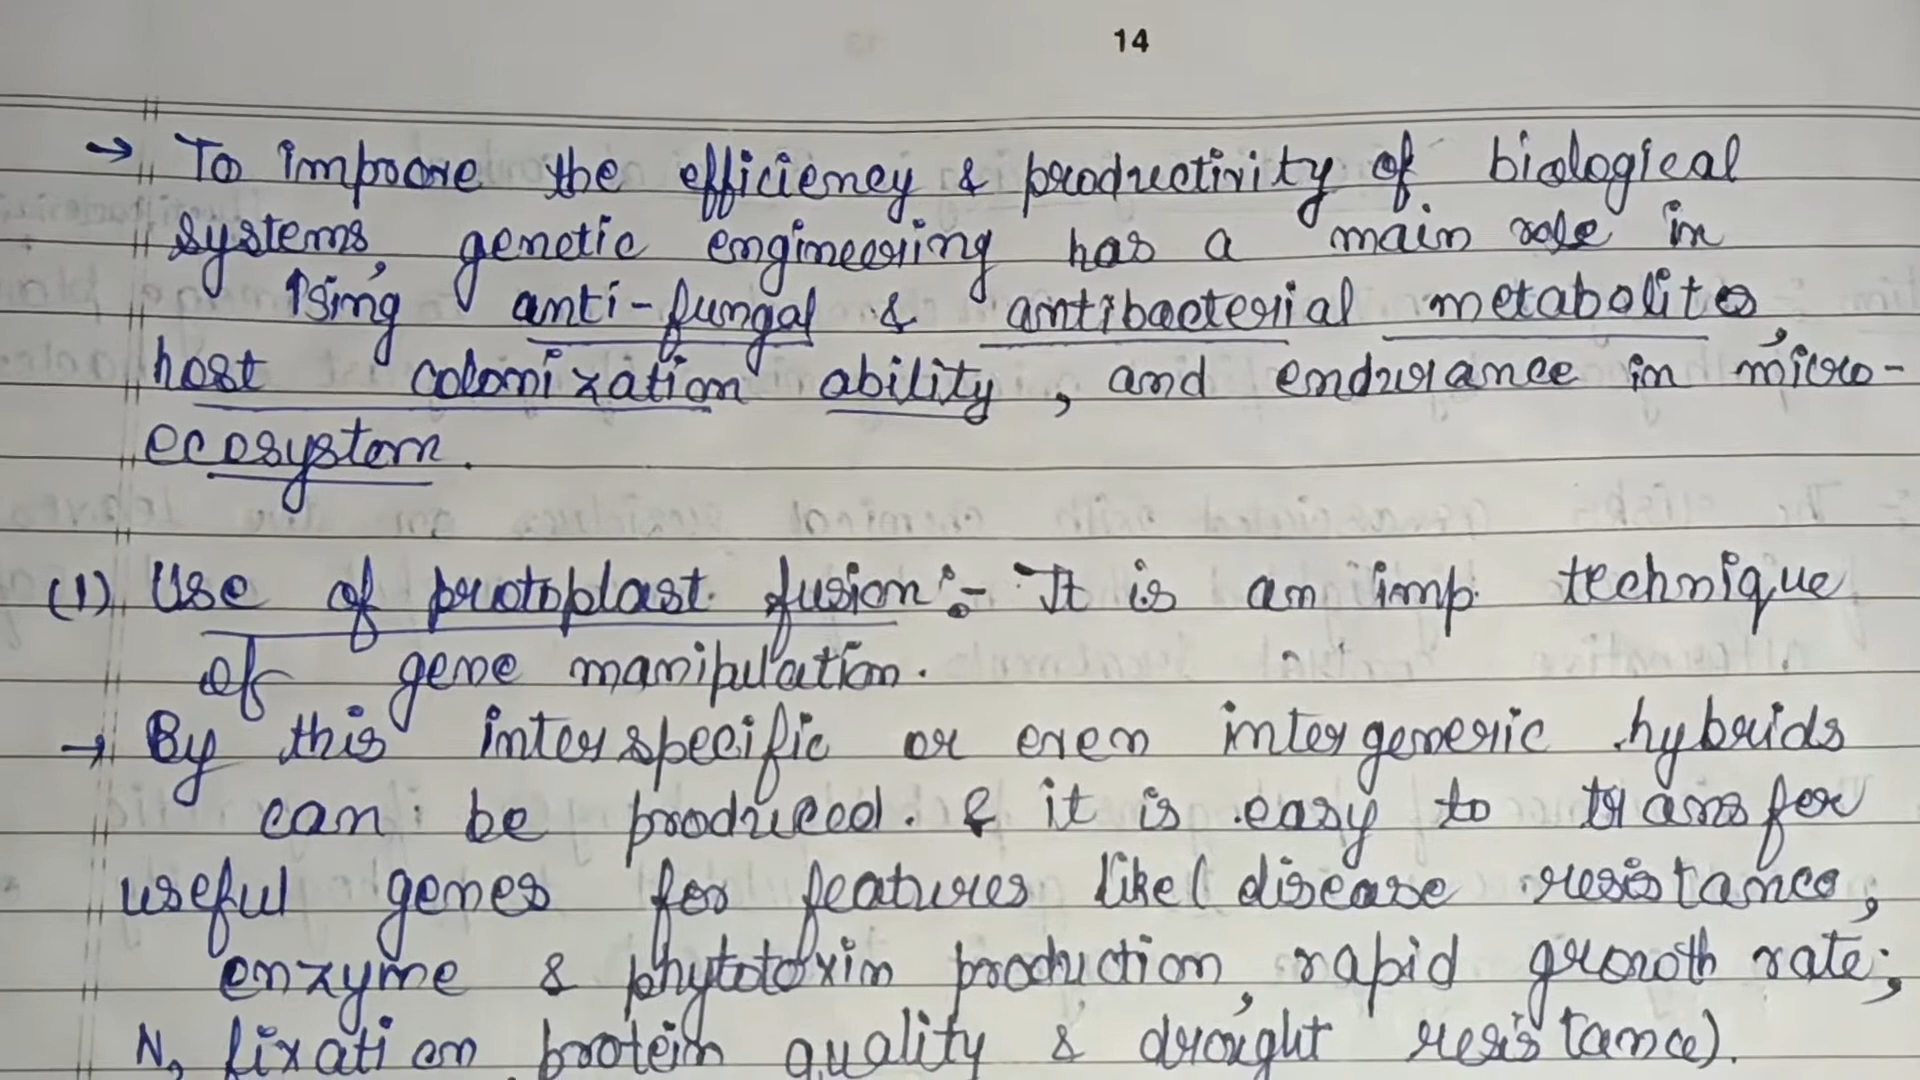 14
→ To improve the efficiency & productivity of biological
systems, genetic engineering has a main role in
ısing anti-fungal & antibacterial metabolites,
host colonization ability, and endurance in micro-
ecosystem.
(1) Use of protoplast fusion :- It is an imp. technique
of gene manipulation.
→ By this interspecific or even intergeneric hybrids
can be produced. & it is easy to transfer
useful genes for features like (disease resistance,
enzyme & phytotoxin production, rapid growth rate,
N₂ fixation, protein quality & drought resistance).